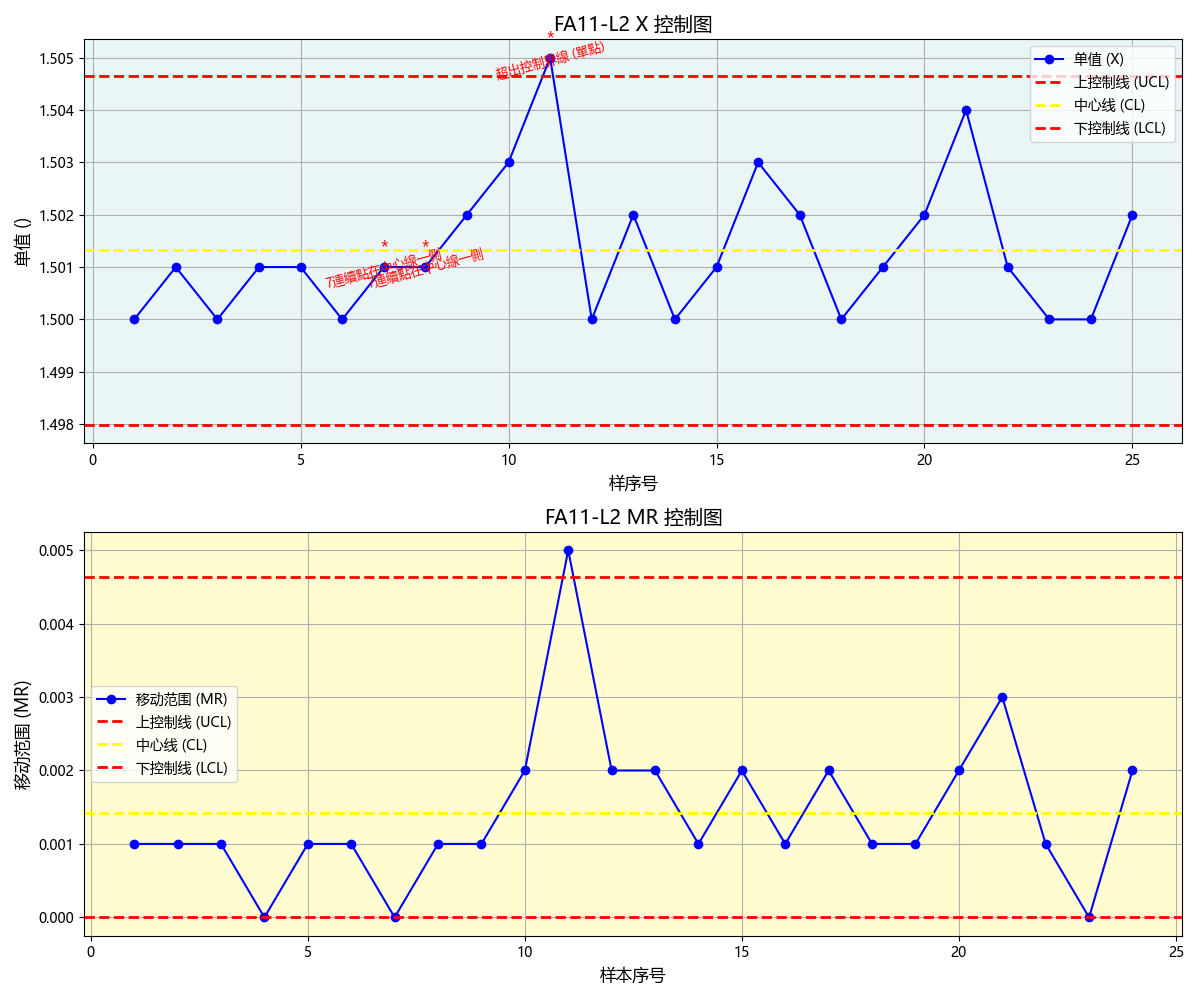 FA11-L2 X 控制图
单值 ()
1.505
1.504
1.503
1.502
1.501
1.500
1.499
1.498
*
超出控制界線 (單點)
*
7連續點在中心線一側
*
7連續點在中心線一側
单值 (X)
上控制线 (UCL)
中心线 (CL)
下控制线 (LCL)
0 5 10 15 20 25
样序号
FA11-L2 MR 控制图
移动范围 (MR)
0.005
0.004
0.003
0.002
0.001
0.000
移动范围 (MR)
上控制线 (UCL)
中心线 (CL)
下控制线 (LCL)
0 5 10 15 20 25
样本序号